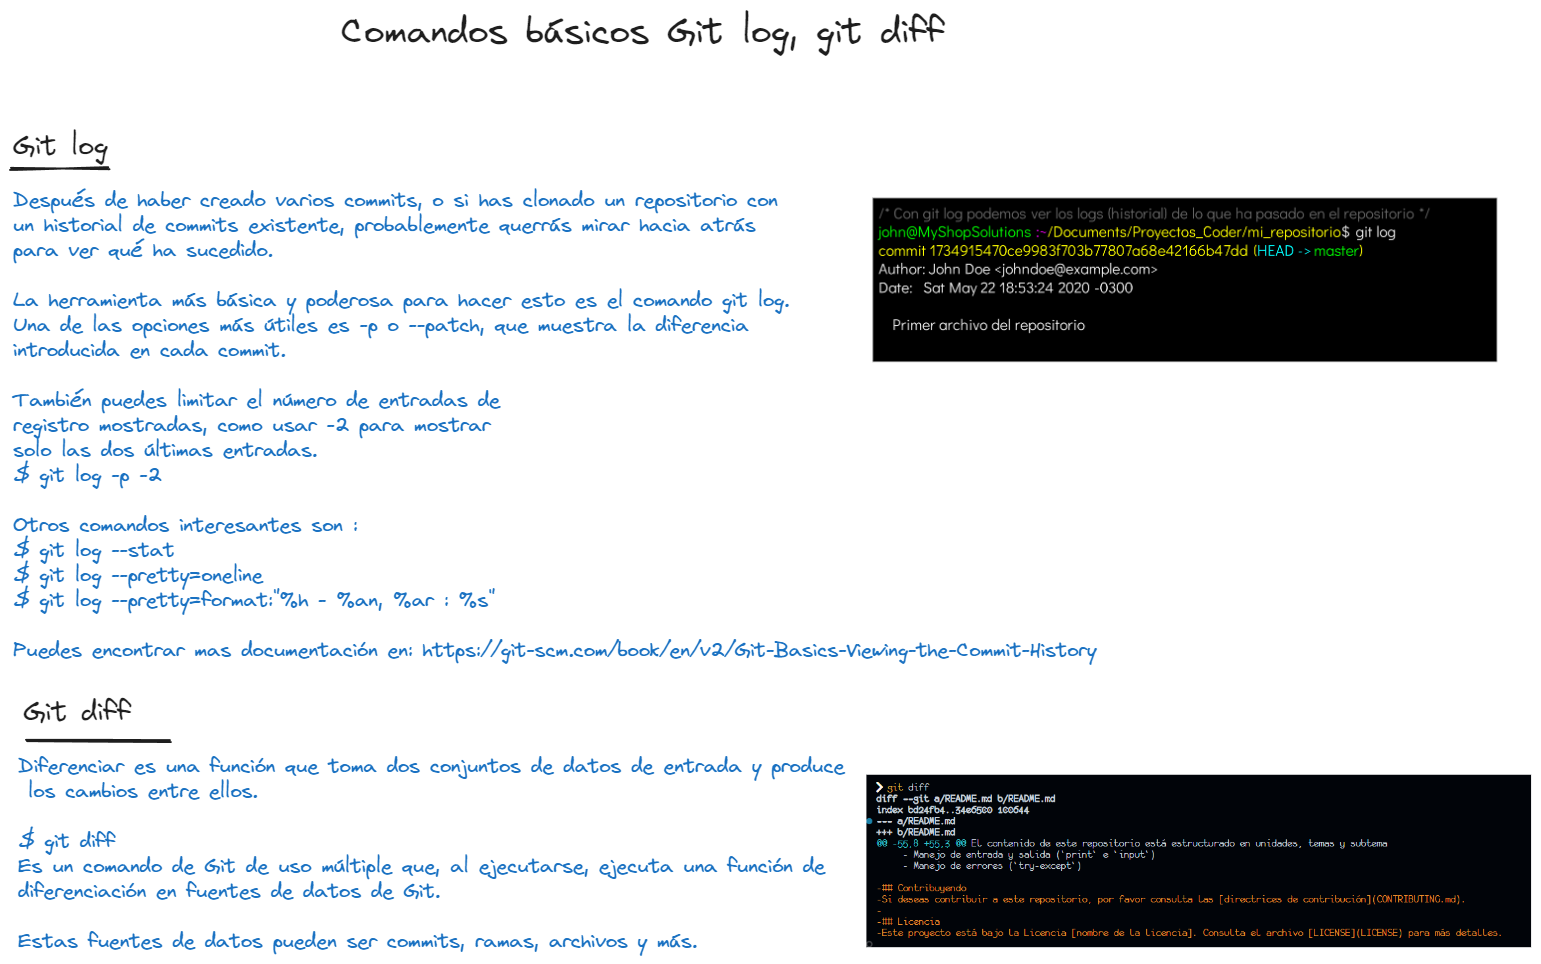 Comandos básicos Git log, git diff
Git log
Después de haber creado varios commits, o si has clonado un repositorio con
un historial de commits existente, probablemente querrás mirar hacia atrás
para ver qué ha sucedido.
La herramienta más básica y poderosa para hacer esto es el comando git log.
Una de las opciones más útiles es -p o --patch, que muestra la diferencia
introducida en cada commit.
También puedes limitar el número de entradas de
registro mostradas, como usar -2 para mostrar
solo las dos últimas entradas.
$ git log -p -2
Otros comandos interesantes son :
$ git log --stat
$ git log --pretty=oneline
$ git log --pretty=format:"%h - %an, %ar : %s"
Puedes encontrar mas documentación en: https://git-scm.com/book/en/v2/Git-Basics-Viewing-the-Commit-History
/* Con git log podemos ver los logs (historial) de lo que ha pasado en el repositorio */
john@MyShopSolutions :~/Documents/Proyectos_Coder/mi_repositorio$ git log
commit 1734915470ce9983f703b77807a68e42166b47dd (HEAD -> master)
Author: John Doe <johndoe@example.com>
Date: Sat May 22 18:53:24 2020 -0300
Primer archivo del repositorio
Git diff
Diferenciar es una función que toma dos conjuntos de datos de entrada y produce
los cambios entre ellos.
$ git diff
Es un comando de Git de uso múltiple que, al ejecutarse, ejecuta una función de
diferenciación en fuentes de datos de Git.
Estas fuentes de datos pueden ser commits, ramas, archivos y más.
❯ git diff
diff --git a/README.md b/README.md
index bd24fb4..34e6500 100644
--- a/README.md
+++ b/README.md
@@ -55,8 +55,3 @@ El contenido de este repositorio está estructurado en unidades, temas y subtema
- Manejo de entrada y salida (`print` e `input`)
- Manejo de errores (`try-except`)
-## Contribuyendo
-Si deseas contribuir a este repositorio, por favor consulta las [directrices de contribución](CONTRIBUTING.md).
-
-## Licencia
-Este proyecto está bajo la Licencia [nombre de la licencia]. Consulta el archivo [LICENSE](LICENSE) para más detalles.